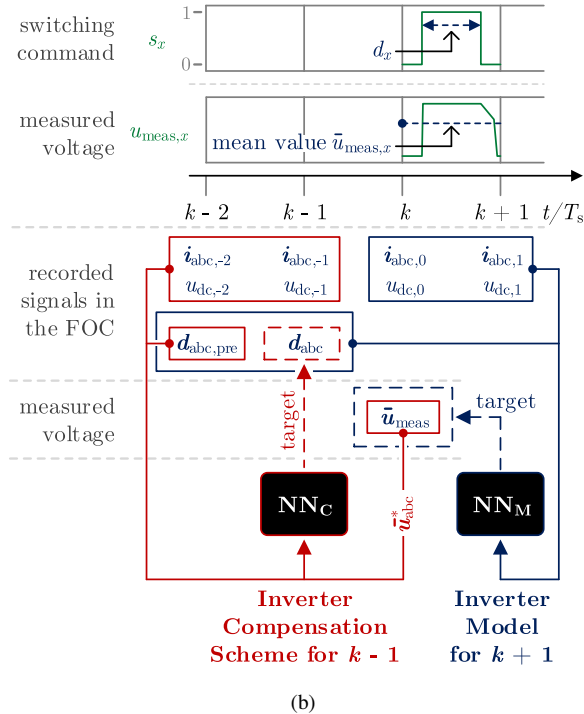 switching
command
s_x
1
0
d_x
measured
voltage
u_meas,x
mean value ū_meas,x
k - 2
k - 1
k
k + 1
t/T_s
recorded
signals in
the FOC
i_abc,-2
i_abc,-1
u_dc,-2
u_dc,-1
i_abc,0
i_abc,1
u_dc,0
u_dc,1
d_abc,pre
d_abc
measured
voltage
target
ū_meas
target
NN_C
ū*_abc
NN_M
Inverter
Compensation
Scheme for k - 1
Inverter
Model
for k + 1
(b)